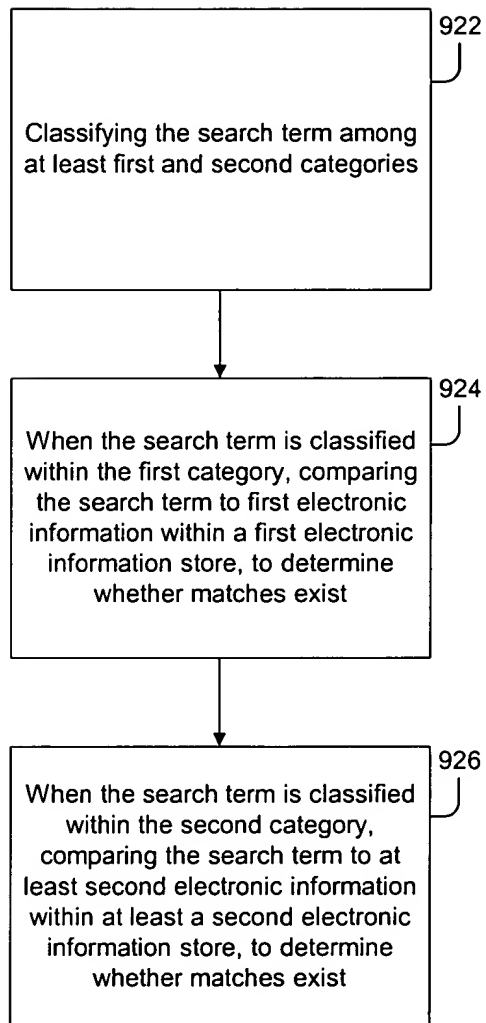 922
Classifying the search term among
at least first and second categories
924
When the search term is classified
within the first category, comparing
the search term to first electronic
information within a first electronic
information store, to determine
whether matches exist
926
When the search term is classified
within the second category,
comparing the search term to at
least second electronic information
within at least a second electronic
information store, to determine
whether matches exist